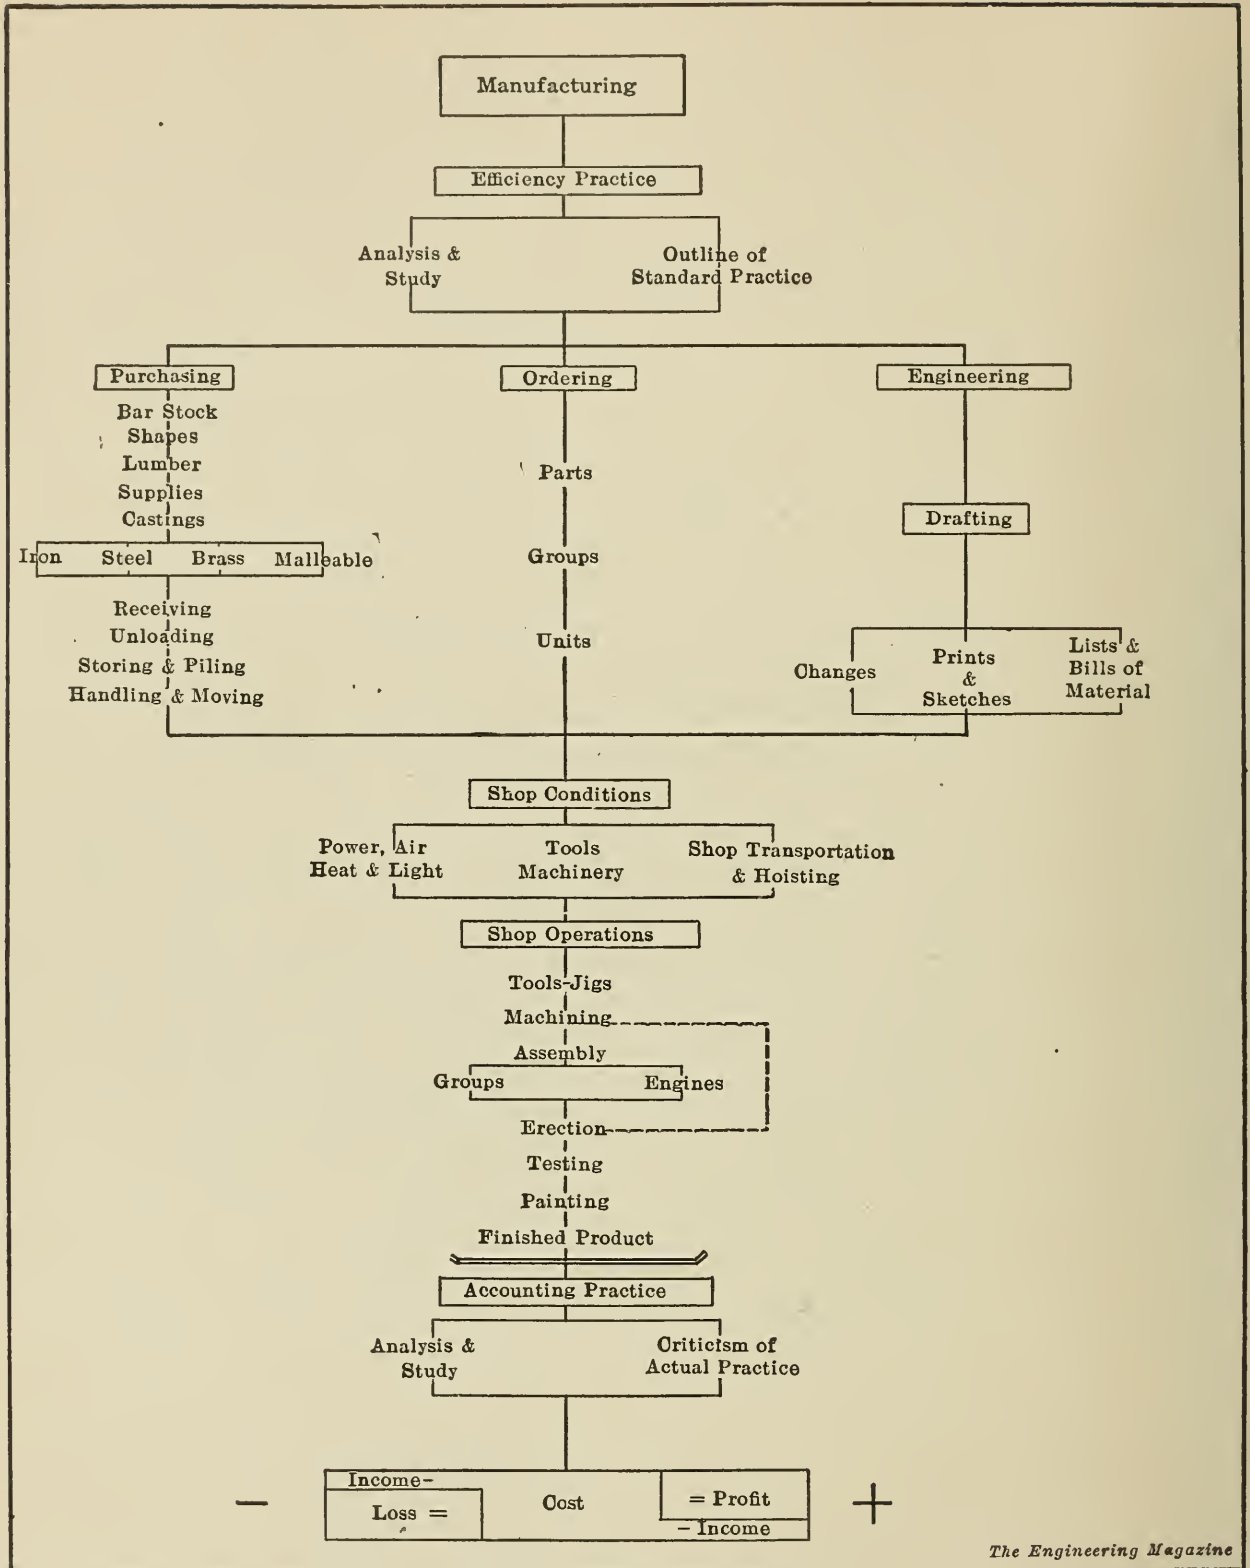 Manufacturing
Efficiency Practice
Analysis &
Study
Outline of
Standard Practice
Purchasing
Bar Stock
Shapes
Lumber
Supplies
Castings
Iron Steel Brass Malleable
Receiving
Unloading
Storing & Piling
Handling & Moving
Ordering
Parts
Groups
Units
Engineering
Drafting
Changes
Prints
&
Sketches
Lists &
Bills of
Material
Shop Conditions
Power, Air
Heat & Light
Tools
Machinery
Shop Transportation
& Hoisting
Shop Operations
Tools-Jigs
Machining
Assembly
Groups Engines
Erection
Testing
Painting
Finished Product
Accounting Practice
Analysis &
Study
Criticism of
Actual Practice
−
Income-
Loss =
Cost
= Profit
- Income
+
The Engineering Magazine